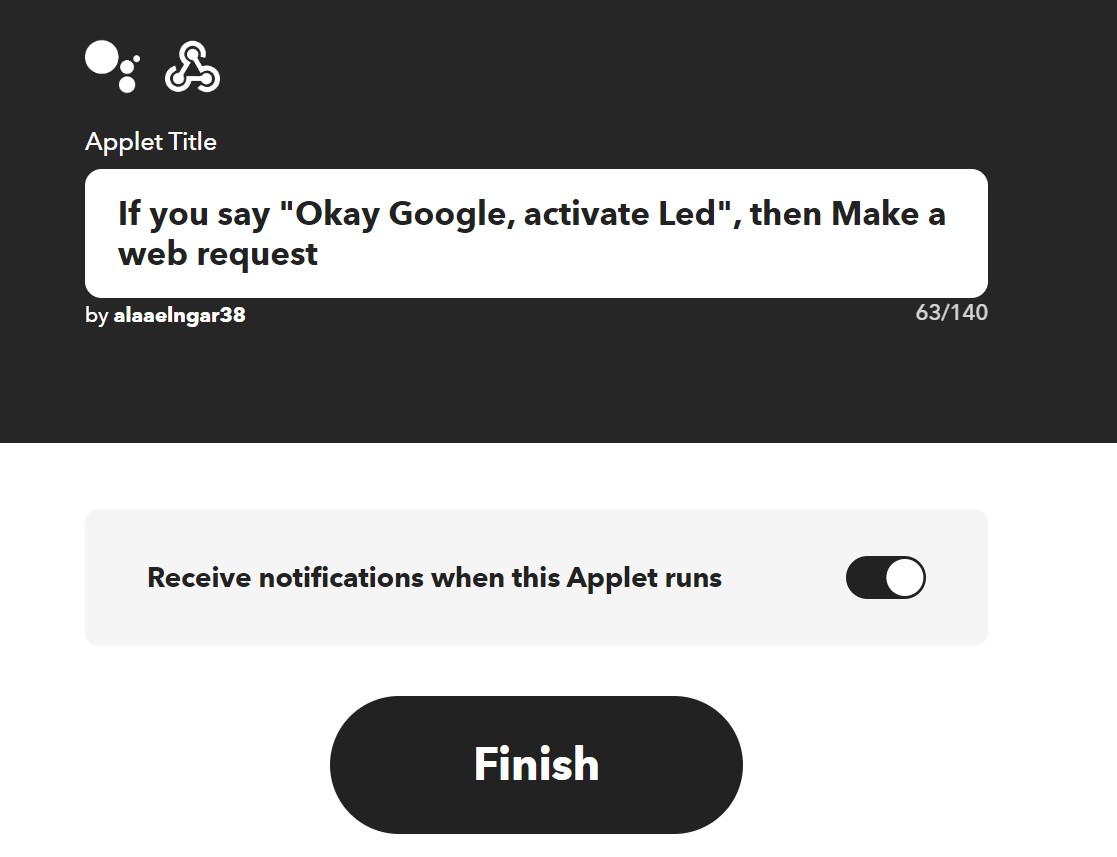 Applet Title
If you say "Okay Google, activate Led", then Make a
web request
by alaaelngar38
63/140
Receive notifications when this Applet runs
Finish